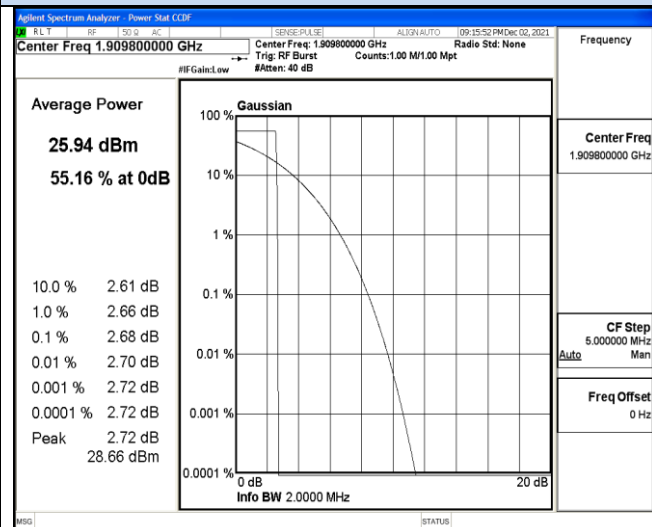 Agilent Spectrum Analyzer - Power Stat CCDF
RLT RF 50 Ω AC SENSE:PULSE ALIGN AUTO 09:15:52 PM Dec 02, 2021
Center Freq 1.909800000 GHz
Center Freq: 1.909800000 GHz Radio Std: None
Trig: RF Burst Counts:1.00 M/1.00 Mpt
#IFGain:Low #Atten: 40 dB
Frequency
Average Power
25.94 dBm
55.16 % at 0dB
10.0 % 2.61 dB
1.0 % 2.66 dB
0.1 % 2.68 dB
0.01 % 2.70 dB
0.001 % 2.72 dB
0.0001 % 2.72 dB
Peak 2.72 dB
28.66 dBm
Gaussian
100 %
10 %
1 %
0.1 %
0.01 %
0.001 %
0.0001 %
0 dB 20 dB
Info BW 2.0000 MHz
Center Freq
1.909800000 GHz
CF Step
5.000000 MHz
Auto Man
Freq Offset
0 Hz
MSG STATUS